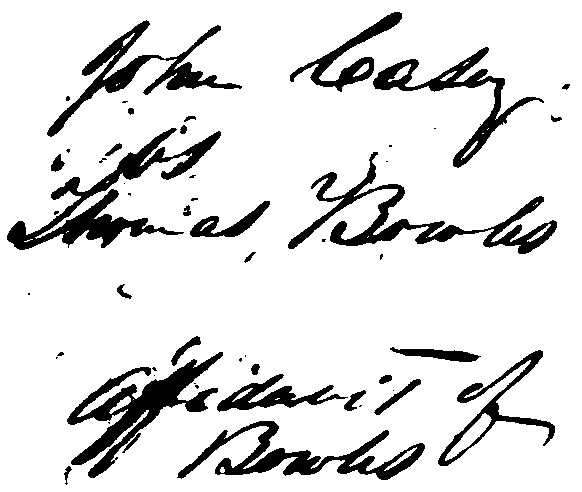 John Casey
vs
Thomas Bowles
Affidavit of
Bowles